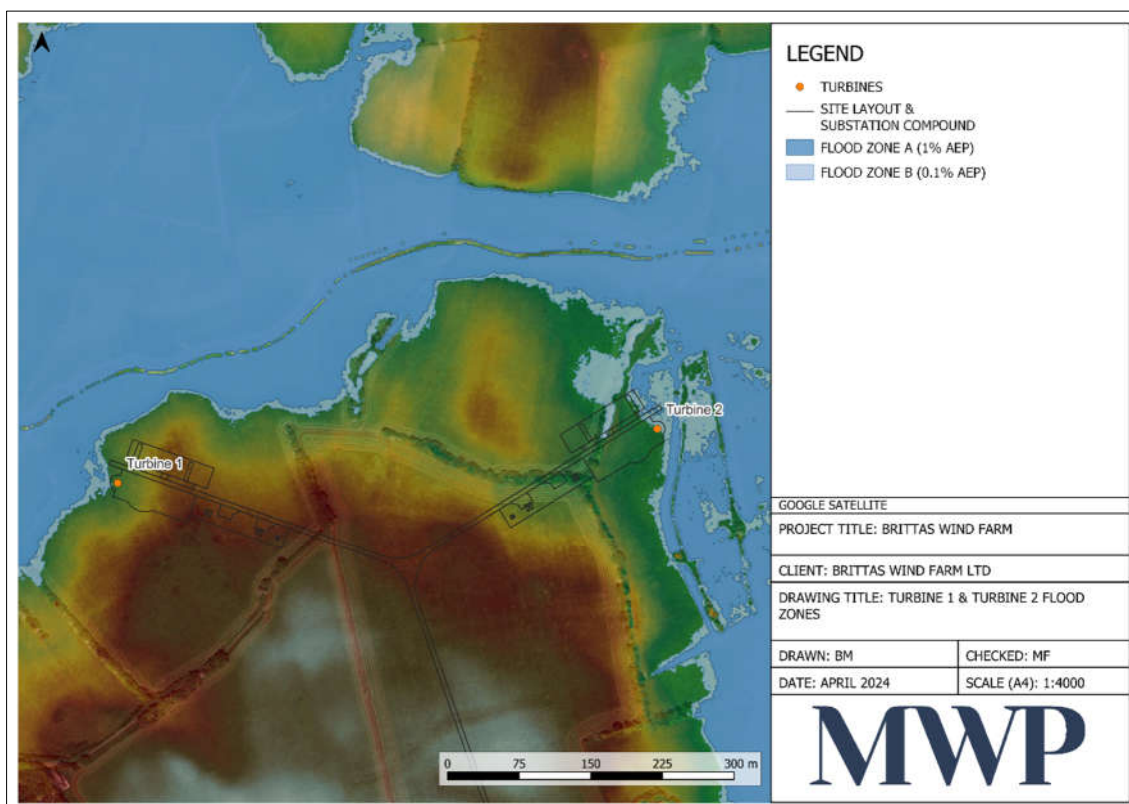 LEGEND
TURBINES
SITE LAYOUT &
SUBSTATION COMPOUND
FLOOD ZONE A (1% AEP)
FLOOD ZONE B (0.1% AEP)
Turbine 1
Turbine 2
0 75 150 225 300 m
GOOGLE SATELLITE
PROJECT TITLE: BRITTAS WIND FARM
CLIENT: BRITTAS WIND FARM LTD
DRAWING TITLE: TURBINE 1 & TURBINE 2 FLOOD
ZONES
DRAWN: BM
CHECKED: MF
DATE: APRIL 2024
SCALE (A4): 1:4000
MWP